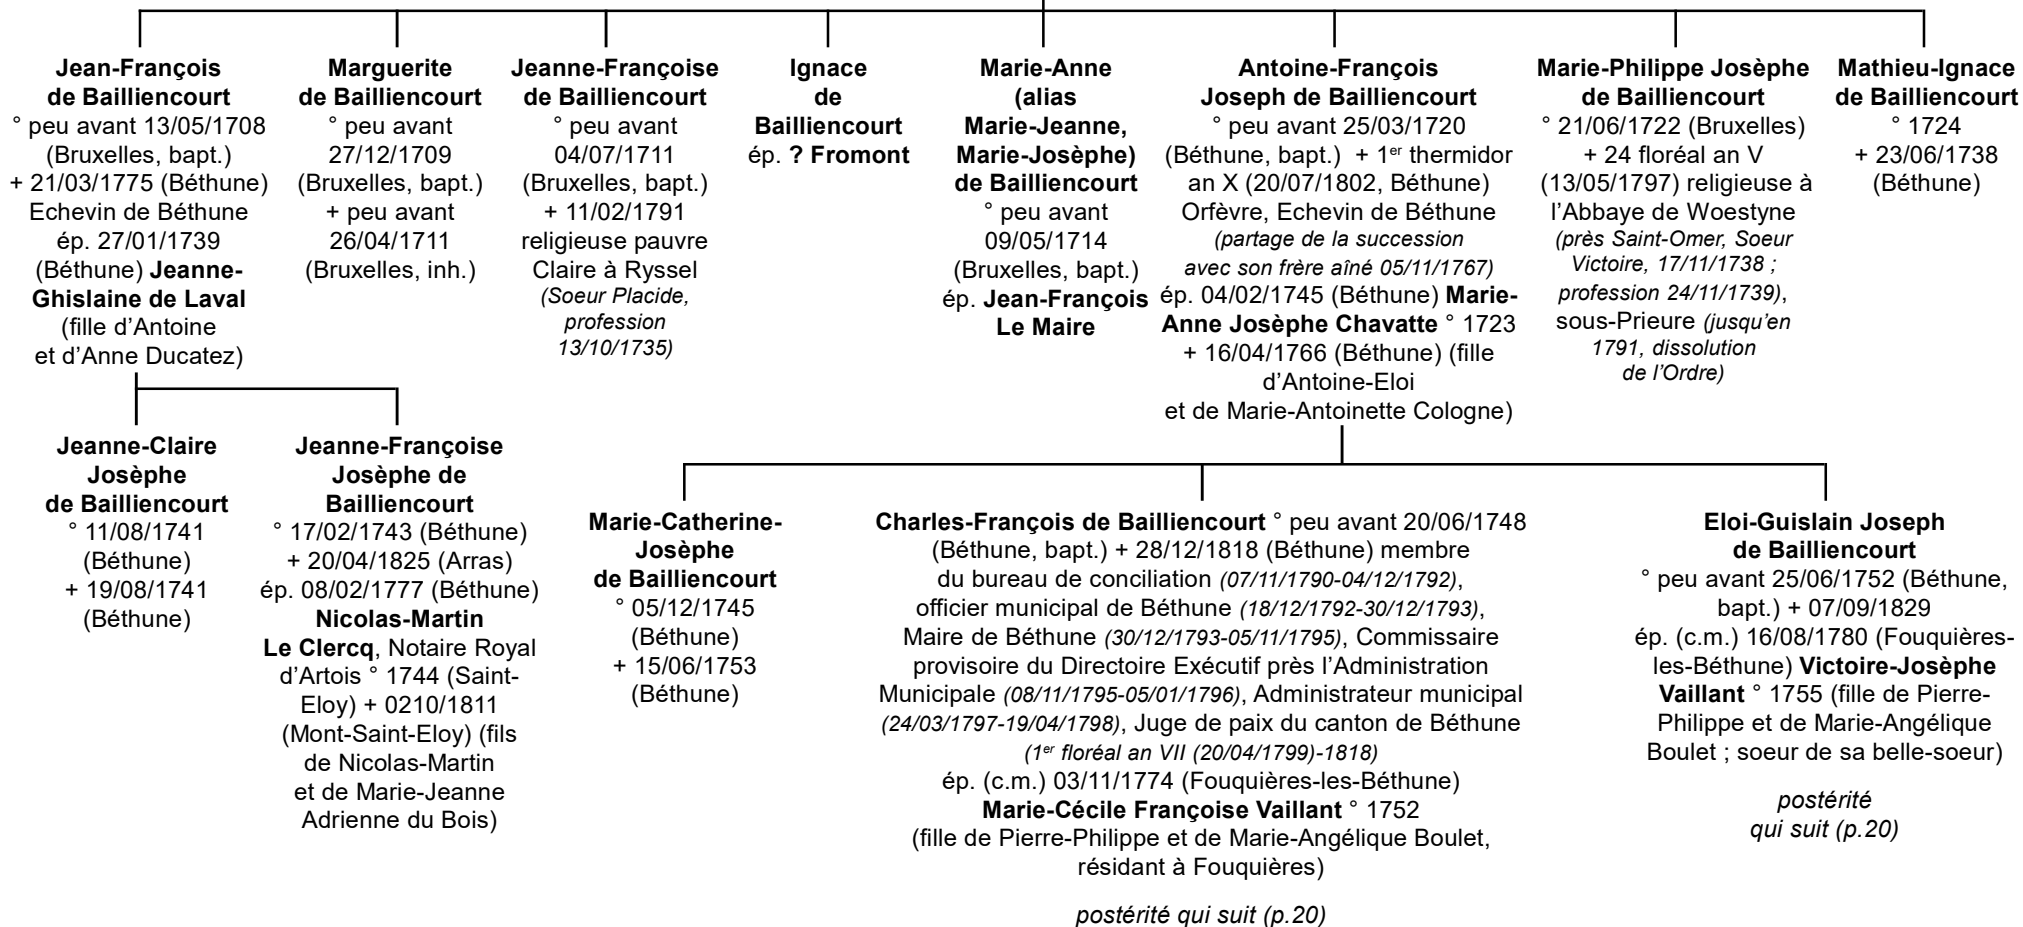 Jean-François
de Bailliencourt
° peu avant 13/05/1708
(Bruxelles, bapt.)
+ 21/03/1775 (Béthune)
Echevin de Béthune
ép. 27/01/1739
(Béthune) Jeanne-
Ghislaine de Laval
(fille d’Antoine
et d’Anne Ducatez)
Marguerite
de Bailliencourt
° peu avant
27/12/1709
(Bruxelles, bapt.)
+ peu avant
26/04/1711
(Bruxelles, inh.)
Jeanne-Françoise
de Bailliencourt
° peu avant
04/07/1711
(Bruxelles, bapt.)
+ 11/02/1791
religieuse pauvre
Claire à Ryssel
(Soeur Placide,
profession
13/10/1735)
Ignace
de
Bailliencourt
ép. ? Fromont
Marie-Anne
(alias
Marie-Jeanne,
Marie-Josèphe)
de Bailliencourt
° peu avant
09/05/1714
(Bruxelles, bapt.)
ép. Jean-François
Le Maire
Antoine-François
Joseph de Bailliencourt
° peu avant 25/03/1720
(Béthune, bapt.) + 1er thermidor
an X (20/07/1802, Béthune)
Orfèvre, Echevin de Béthune
(partage de la succession
avec son frère aîné 05/11/1767)
ép. 04/02/1745 (Béthune) Marie-
Anne Josèphe Chavatte ° 1723
+ 16/04/1766 (Béthune) (fille
d’Antoine-Eloi
et de Marie-Antoinette Cologne)
Marie-Philippe Josèphe
de Bailliencourt
° 21/06/1722 (Bruxelles)
+ 24 floréal an V
(13/05/1797) religieuse à
l’Abbaye de Woestyne
(près Saint-Omer, Soeur
Victoire, 17/11/1738 ;
profession 24/11/1739),
sous-Prieure (jusqu’en
1791, dissolution
de l’Ordre)
Mathieu-Ignace
de Bailliencourt
° 1724
+ 23/06/1738
(Béthune)
Jeanne-Claire
Josèphe
de Bailliencourt
° 11/08/1741
(Béthune)
+ 19/08/1741
(Béthune)
Jeanne-Françoise
Josèphe de
Bailliencourt
° 17/02/1743 (Béthune)
+ 20/04/1825 (Arras)
ép. 08/02/1777 (Béthune)
Nicolas-Martin
Le Clercq, Notaire Royal
d’Artois ° 1744 (Saint-
Eloy) + 0210/1811
(Mont-Saint-Eloy) (fils
de Nicolas-Martin
et de Marie-Jeanne
Adrienne du Bois)
Marie-Catherine-
Josèphe
de Bailliencourt
° 05/12/1745
(Béthune)
+ 15/06/1753
(Béthune)
Charles-François de Bailliencourt ° peu avant 20/06/1748
(Béthune, bapt.) + 28/12/1818 (Béthune) membre
du bureau de conciliation (07/11/1790-04/12/1792),
officier municipal de Béthune (18/12/1792-30/12/1793),
Maire de Béthune (30/12/1793-05/11/1795), Commissaire
provisoire du Directoire Exécutif près l’Administration
Municipale (08/11/1795-05/01/1796), Administrateur municipal
(24/03/1797-19/04/1798), Juge de paix du canton de Béthune
(1er floréal an VII (20/04/1799)-1818)
ép. (c.m.) 03/11/1774 (Fouquières-les-Béthune)
Marie-Cécile Françoise Vaillant ° 1752
(fille de Pierre-Philippe et de Marie-Angélique Boulet,
résidant à Fouquières)
postérité qui suit (p.20)
Eloi-Guislain Joseph
de Bailliencourt
° peu avant 25/06/1752 (Béthune,
bapt.) + 07/09/1829
ép. (c.m.) 16/08/1780 (Fouquières-
les-Béthune) Victoire-Josèphe
Vaillant ° 1755 (fille de Pierre-
Philippe et de Marie-Angélique
Boulet ; soeur de sa belle-soeur)
postérité
qui suit (p.20)